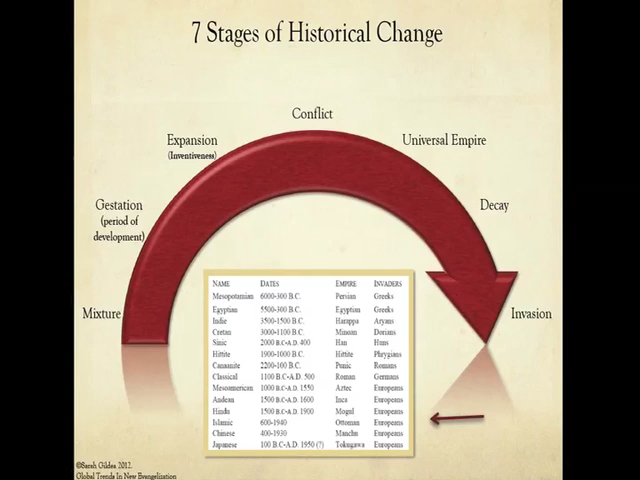 7 Stages of Historical Change
Conflict
Expansion
(Inventiveness)
Universal Empire
Gestation
(period of
development)
Decay
Mixture
Invasion
NAME DATES EMPIRE INVADERS
Mesopotamian 6000-300 B.C. Persian Greeks
Egyptian 5500-300 B.C. Egyptian Greeks
Indic 3500-1500 B.C. Harappa Aryans
Cretan 3000-1100 B.C. Minoan Dorians
Sinic 2000 B.C-A.D. 400 Han Huns
Hittite 1900-1000 B.C. Hittite Phrygians
Canaanite 2200-100 B.C. Punic Romans
Classical 1100 B.C-A.D. 500 Roman Germans
Mesoamerican 1000 B.C-A.D. 1550 Aztec Europeans
Andean 1500 B.C-A.D. 1600 Inca Europeans
Hindu 1500 B.C-A.D. 1900 Mogul Europeans
Islamic 600-1940 Ottoman Europeans
Chinese 400-1930 Manchu Europeans
Japanese 100 B.C-A.D. 1950 (?) Tokugawa Europeans
©Sarah Gildea 2012.
Global Trends In New Evangelization